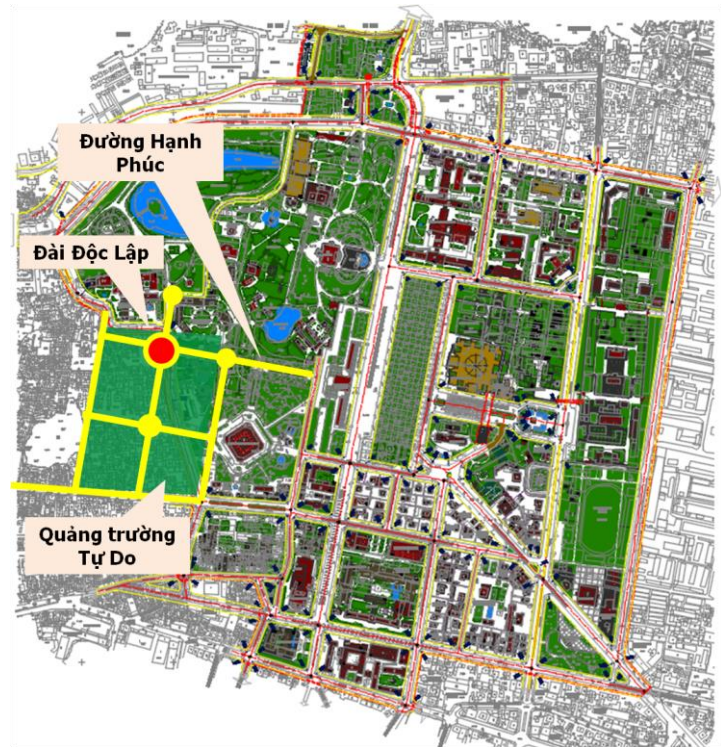 Đường Hạnh
Phúc
Đài Độc Lập
Quảng trường
Tự Do